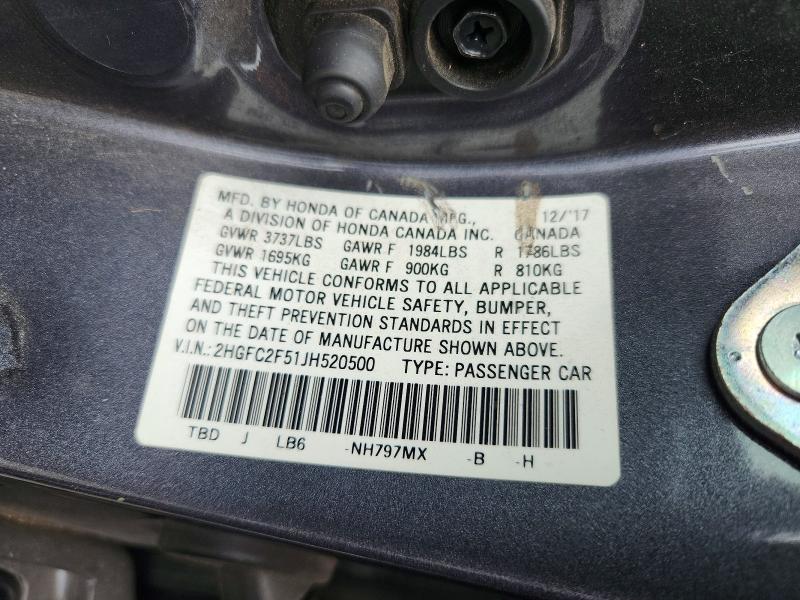 MFD. BY HONDA OF CANADA MFG., 12/'17
A DIVISION OF HONDA CANADA INC. CANADA
GVWR 3737LBS GAWR F 1984LBS R 1786LBS
GVWR 1695KG GAWR F 900KG R 810KG
THIS VEHICLE CONFORMS TO ALL APPLICABLE
FEDERAL MOTOR VEHICLE SAFETY, BUMPER,
AND THEFT PREVENTION STANDARDS IN EFFECT
ON THE DATE OF MANUFACTURE SHOWN ABOVE.
V.I.N.: 2HGFC2F51JH520500 TYPE: PASSENGER CAR
TBD J LB6 -NH797MX -B -H